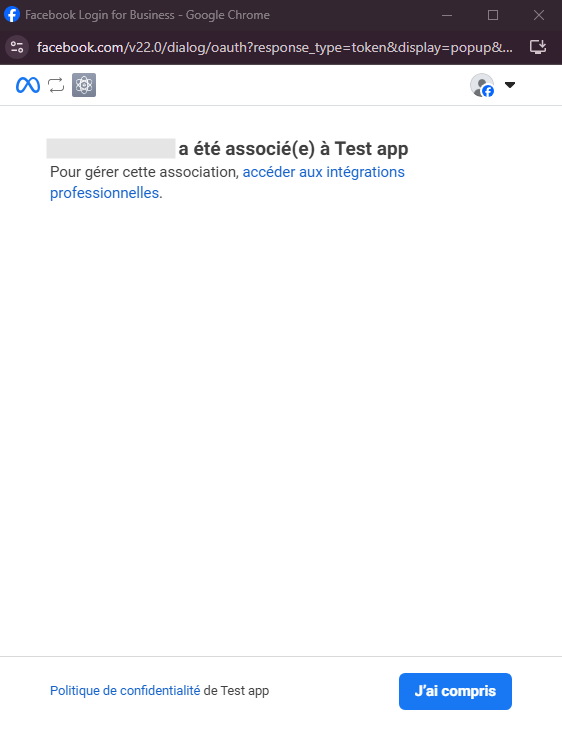 Facebook Login for Business - Google Chrome
facebook.com/v22.0/dialog/oauth?response_type=token&display=popup&...
a été associé(e) à Test app
Pour gérer cette association, accéder aux intégrations
professionnelles.
Politique de confidentialité de Test app
J'ai compris